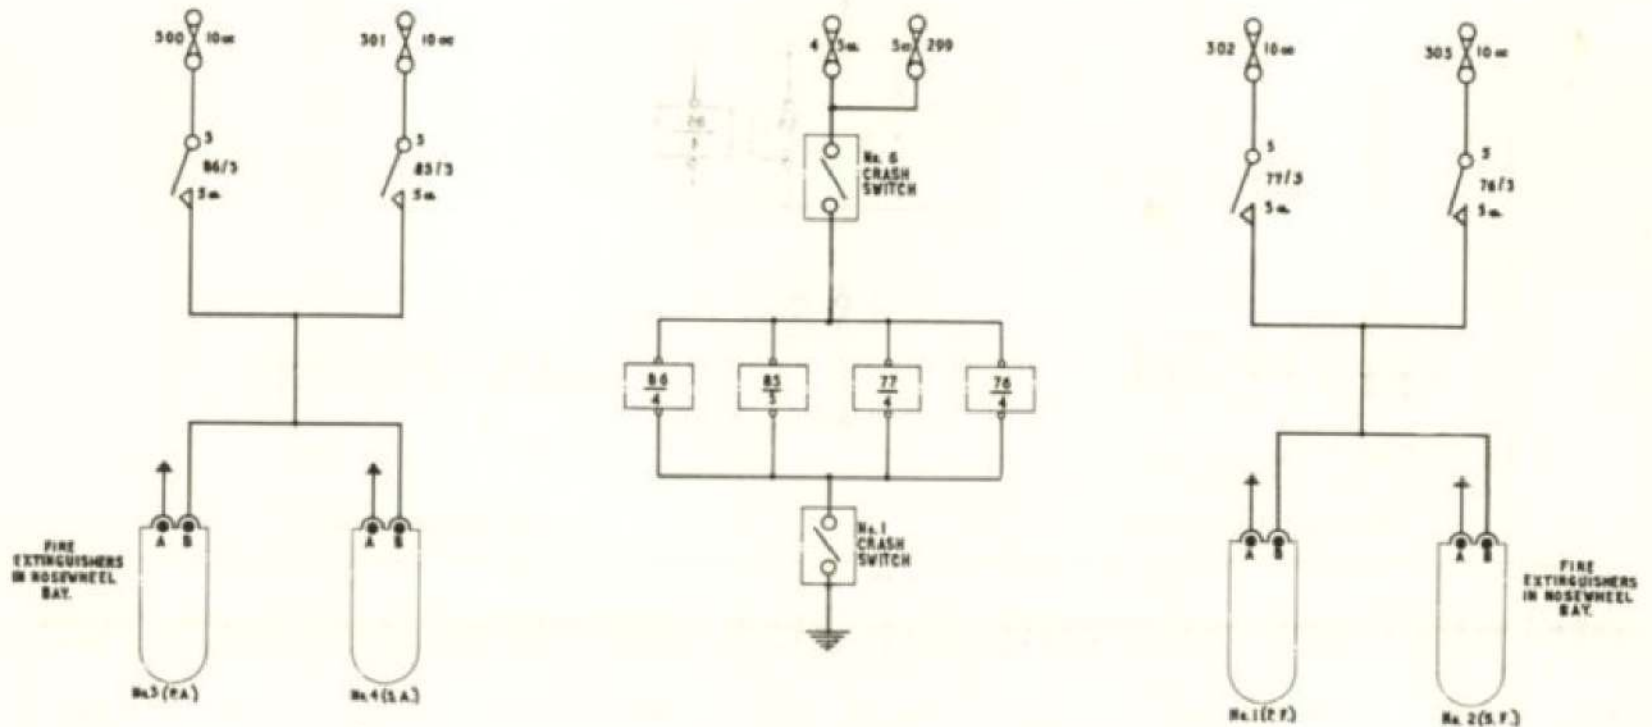 300 10
301 10
4 5
5 299
302 10
303 10
3
86/3
5
3
85/3
5
No. 6
CRASH
SWITCH
3
77/3
5
3
76/3
5
86
4
85
3
77
4
76
4
No. 1
CRASH
SWITCH
A B
A B
A B
A B
FIRE
EXTINGUISHERS
IN NOSEWHEEL
BAY.
FIRE
EXTINGUISHERS
IN NOSEWHEEL
BAY.
No. 3 (P.A.)
No. 4 (S.A.)
No. 1 (P.F.)
No. 2 (S.F.)